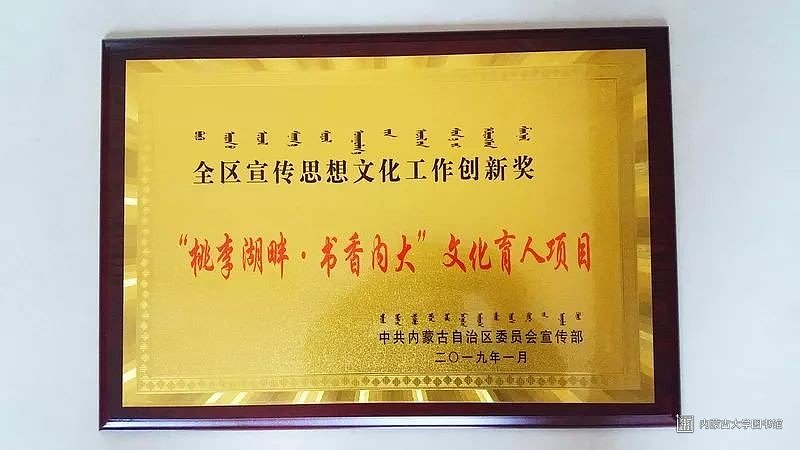 全区宣传思想文化工作创新奖
“桃李湖畔·书香内大”文化育人项目
中共内蒙古自治区委员会宣传部
二〇一九年一月
内蒙古大学图书馆